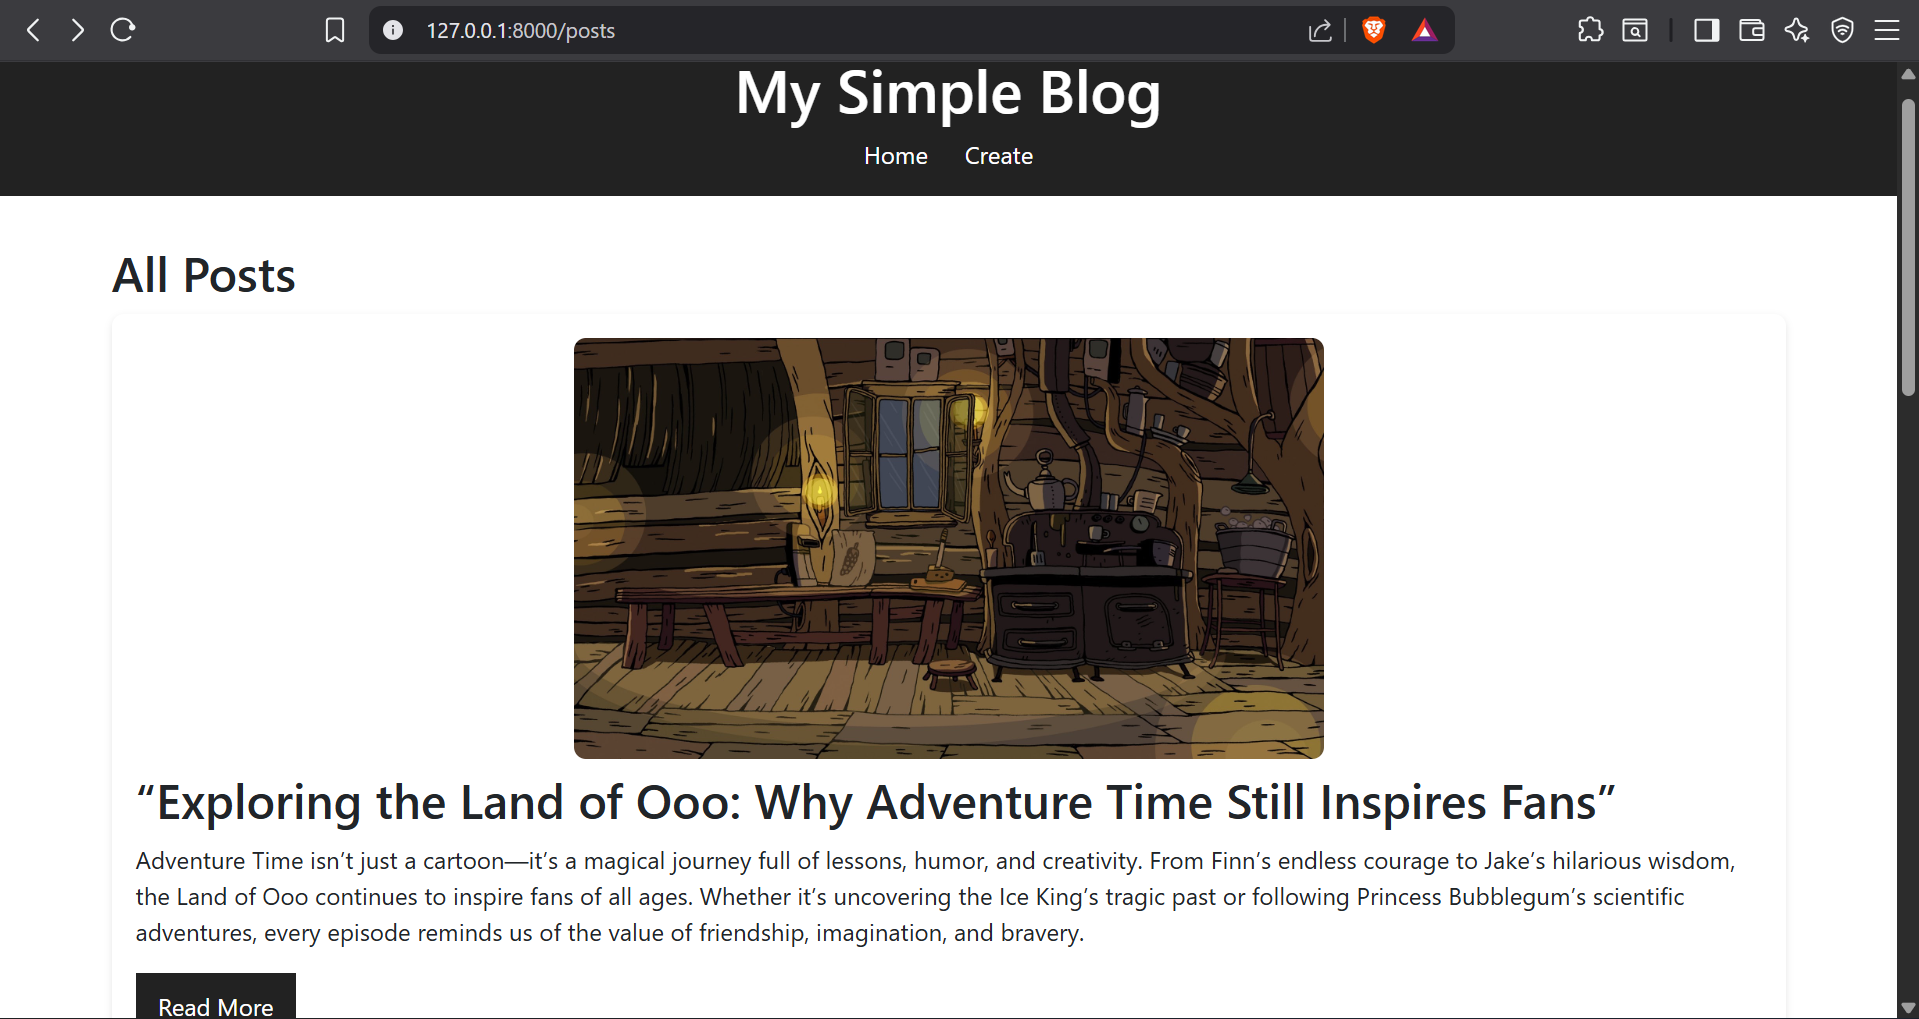 127.0.0.1:8000/posts
My Simple Blog
Home Create
All Posts
“Exploring the Land of Ooo: Why Adventure Time Still Inspires Fans”
Adventure Time isn’t just a cartoon—it’s a magical journey full of lessons, humor, and creativity. From Finn’s endless courage to Jake’s hilarious wisdom,
the Land of Ooo continues to inspire fans of all ages. Whether it’s uncovering the Ice King’s tragic past or following Princess Bubblegum’s scientific
adventures, every episode reminds us of the value of friendship, imagination, and bravery.
Read More